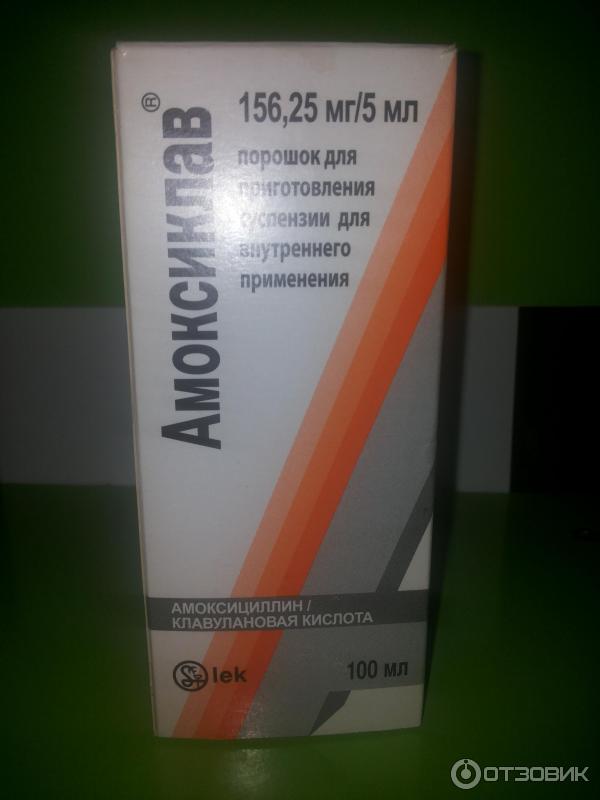 Амоксиклав®
156,25 мг/5 мл
порошок для
приготовления
суспензии для
внутреннего
применения
АМОКСИЦИЛЛИН/
КЛАВУЛАНОВАЯ КИСЛОТА
lek
100 мл
ОТЗОВИК